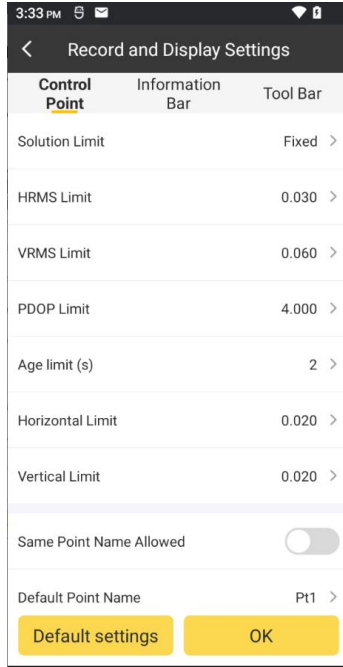 3:33 PM
Record and Display Settings
Control Point
Information Bar
Tool Bar
Solution Limit Fixed
HRMS Limit 0.030
VRMS Limit 0.060
PDOP Limit 4.000
Age limit (s) 2
Horizontal Limit 0.020
Vertical Limit 0.020
Same Point Name Allowed
Default Point Name Pt1
Default settings OK